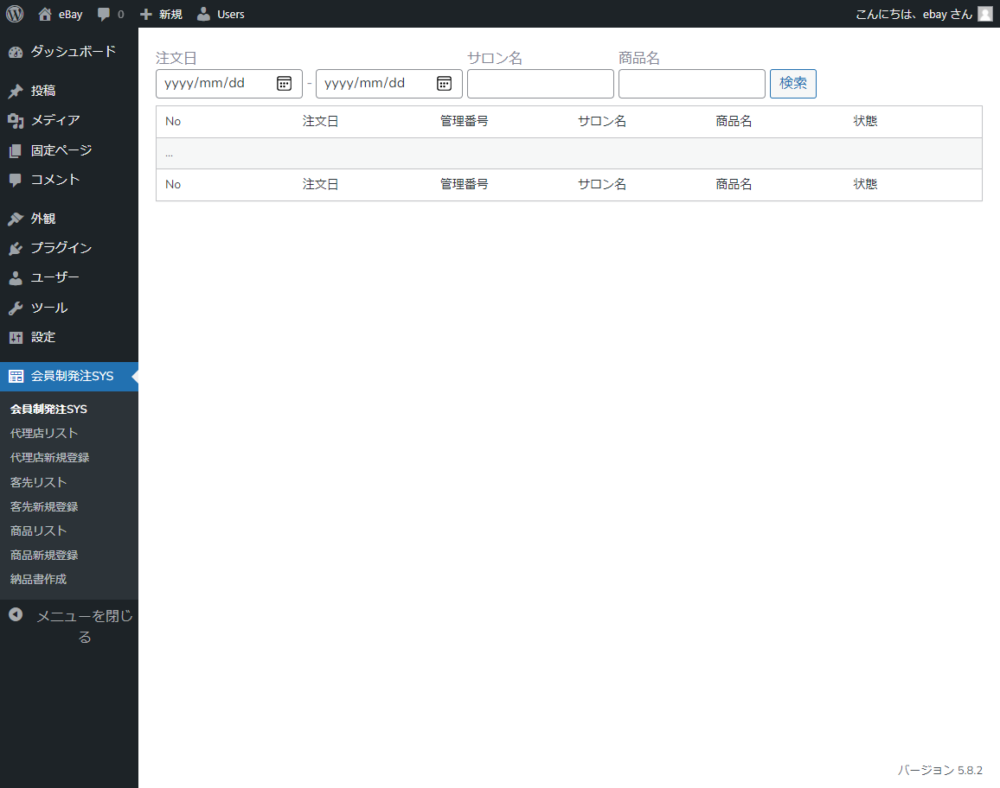 eBay 0 新規 Users こんにちは、ebay さん
ダッシュボード
投稿
メディア
固定ページ
コメント
外観
プラグイン
ユーザー
ツール
設定
会員制発注SYS
会員制発注SYS
代理店リスト
代理店新規登録
客先リスト
客先新規登録
商品リスト
商品新規登録
納品書作成
メニューを閉じ
る
注文日 サロン名 商品名
yyyy/mm/dd - yyyy/mm/dd 検索
No 注文日 管理番号 サロン名 商品名 状態
...
No 注文日 管理番号 サロン名 商品名 状態
バージョン 5.8.2